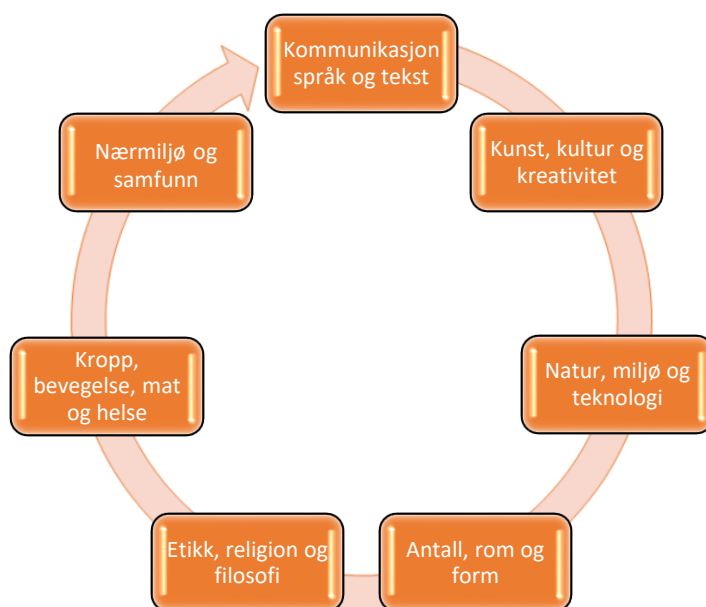 Kommunikasjon
språk og tekst
Kunst, kultur og
kreativitet
Natur, miljø og
teknologi
Antall, rom og
form
Etikk, religion og
filosofi
Kropp,
bevegelse, mat
og helse
Nærmiljø og
samfunn